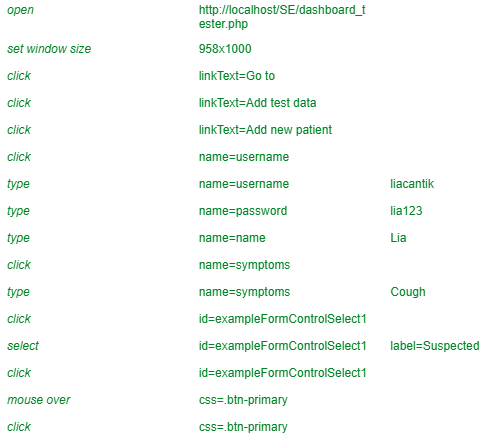 open http://localhost/SE/dashboard_t
ester.php
set window size 958x1000
click linkText=Go to
click linkText=Add test data
click linkText=Add new patient
click name=username
type name=username liacantik
type name=password lia123
type name=name Lia
click name=symptoms
type name=symptoms Cough
click id=exampleFormControlSelect1
select id=exampleFormControlSelect1 label=Suspected
click id=exampleFormControlSelect1
mouse over css=.btn-primary
click css=.btn-primary